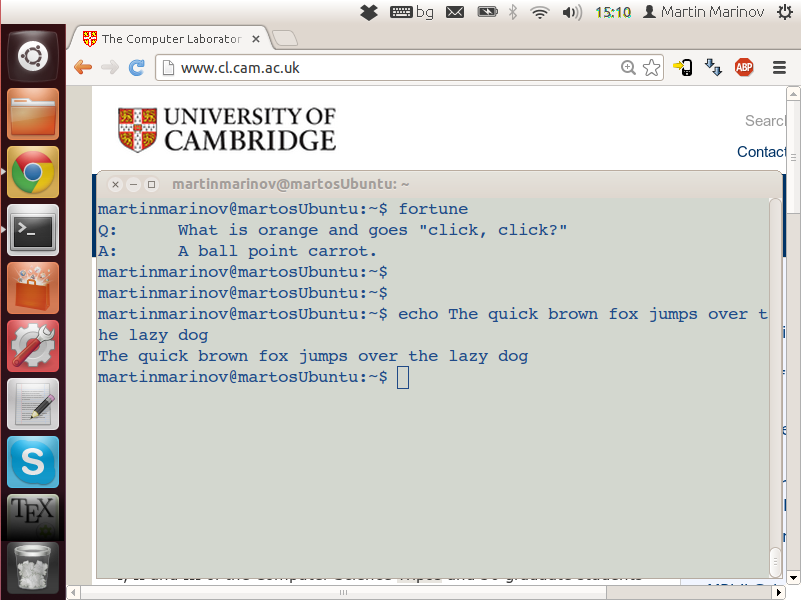 bg 15:10 Martin Marinov
The Computer Laborator
www.cl.cam.ac.uk ABP
UNIVERSITY OF
CAMBRIDGE
Search
Contact
martinmarinov@martosUbuntu: ~
martinmarinov@martosUbuntu:~$ fortune
Q: What is orange and goes "click, click?"
A: A ball point carrot.
martinmarinov@martosUbuntu:~$
martinmarinov@martosUbuntu:~$
martinmarinov@martosUbuntu:~$ echo The quick brown fox jumps over t
he lazy dog
The quick brown fox jumps over the lazy dog
martinmarinov@martosUbuntu:~$
S
TEX
of the Computer Science Tripos and 50 graduate students